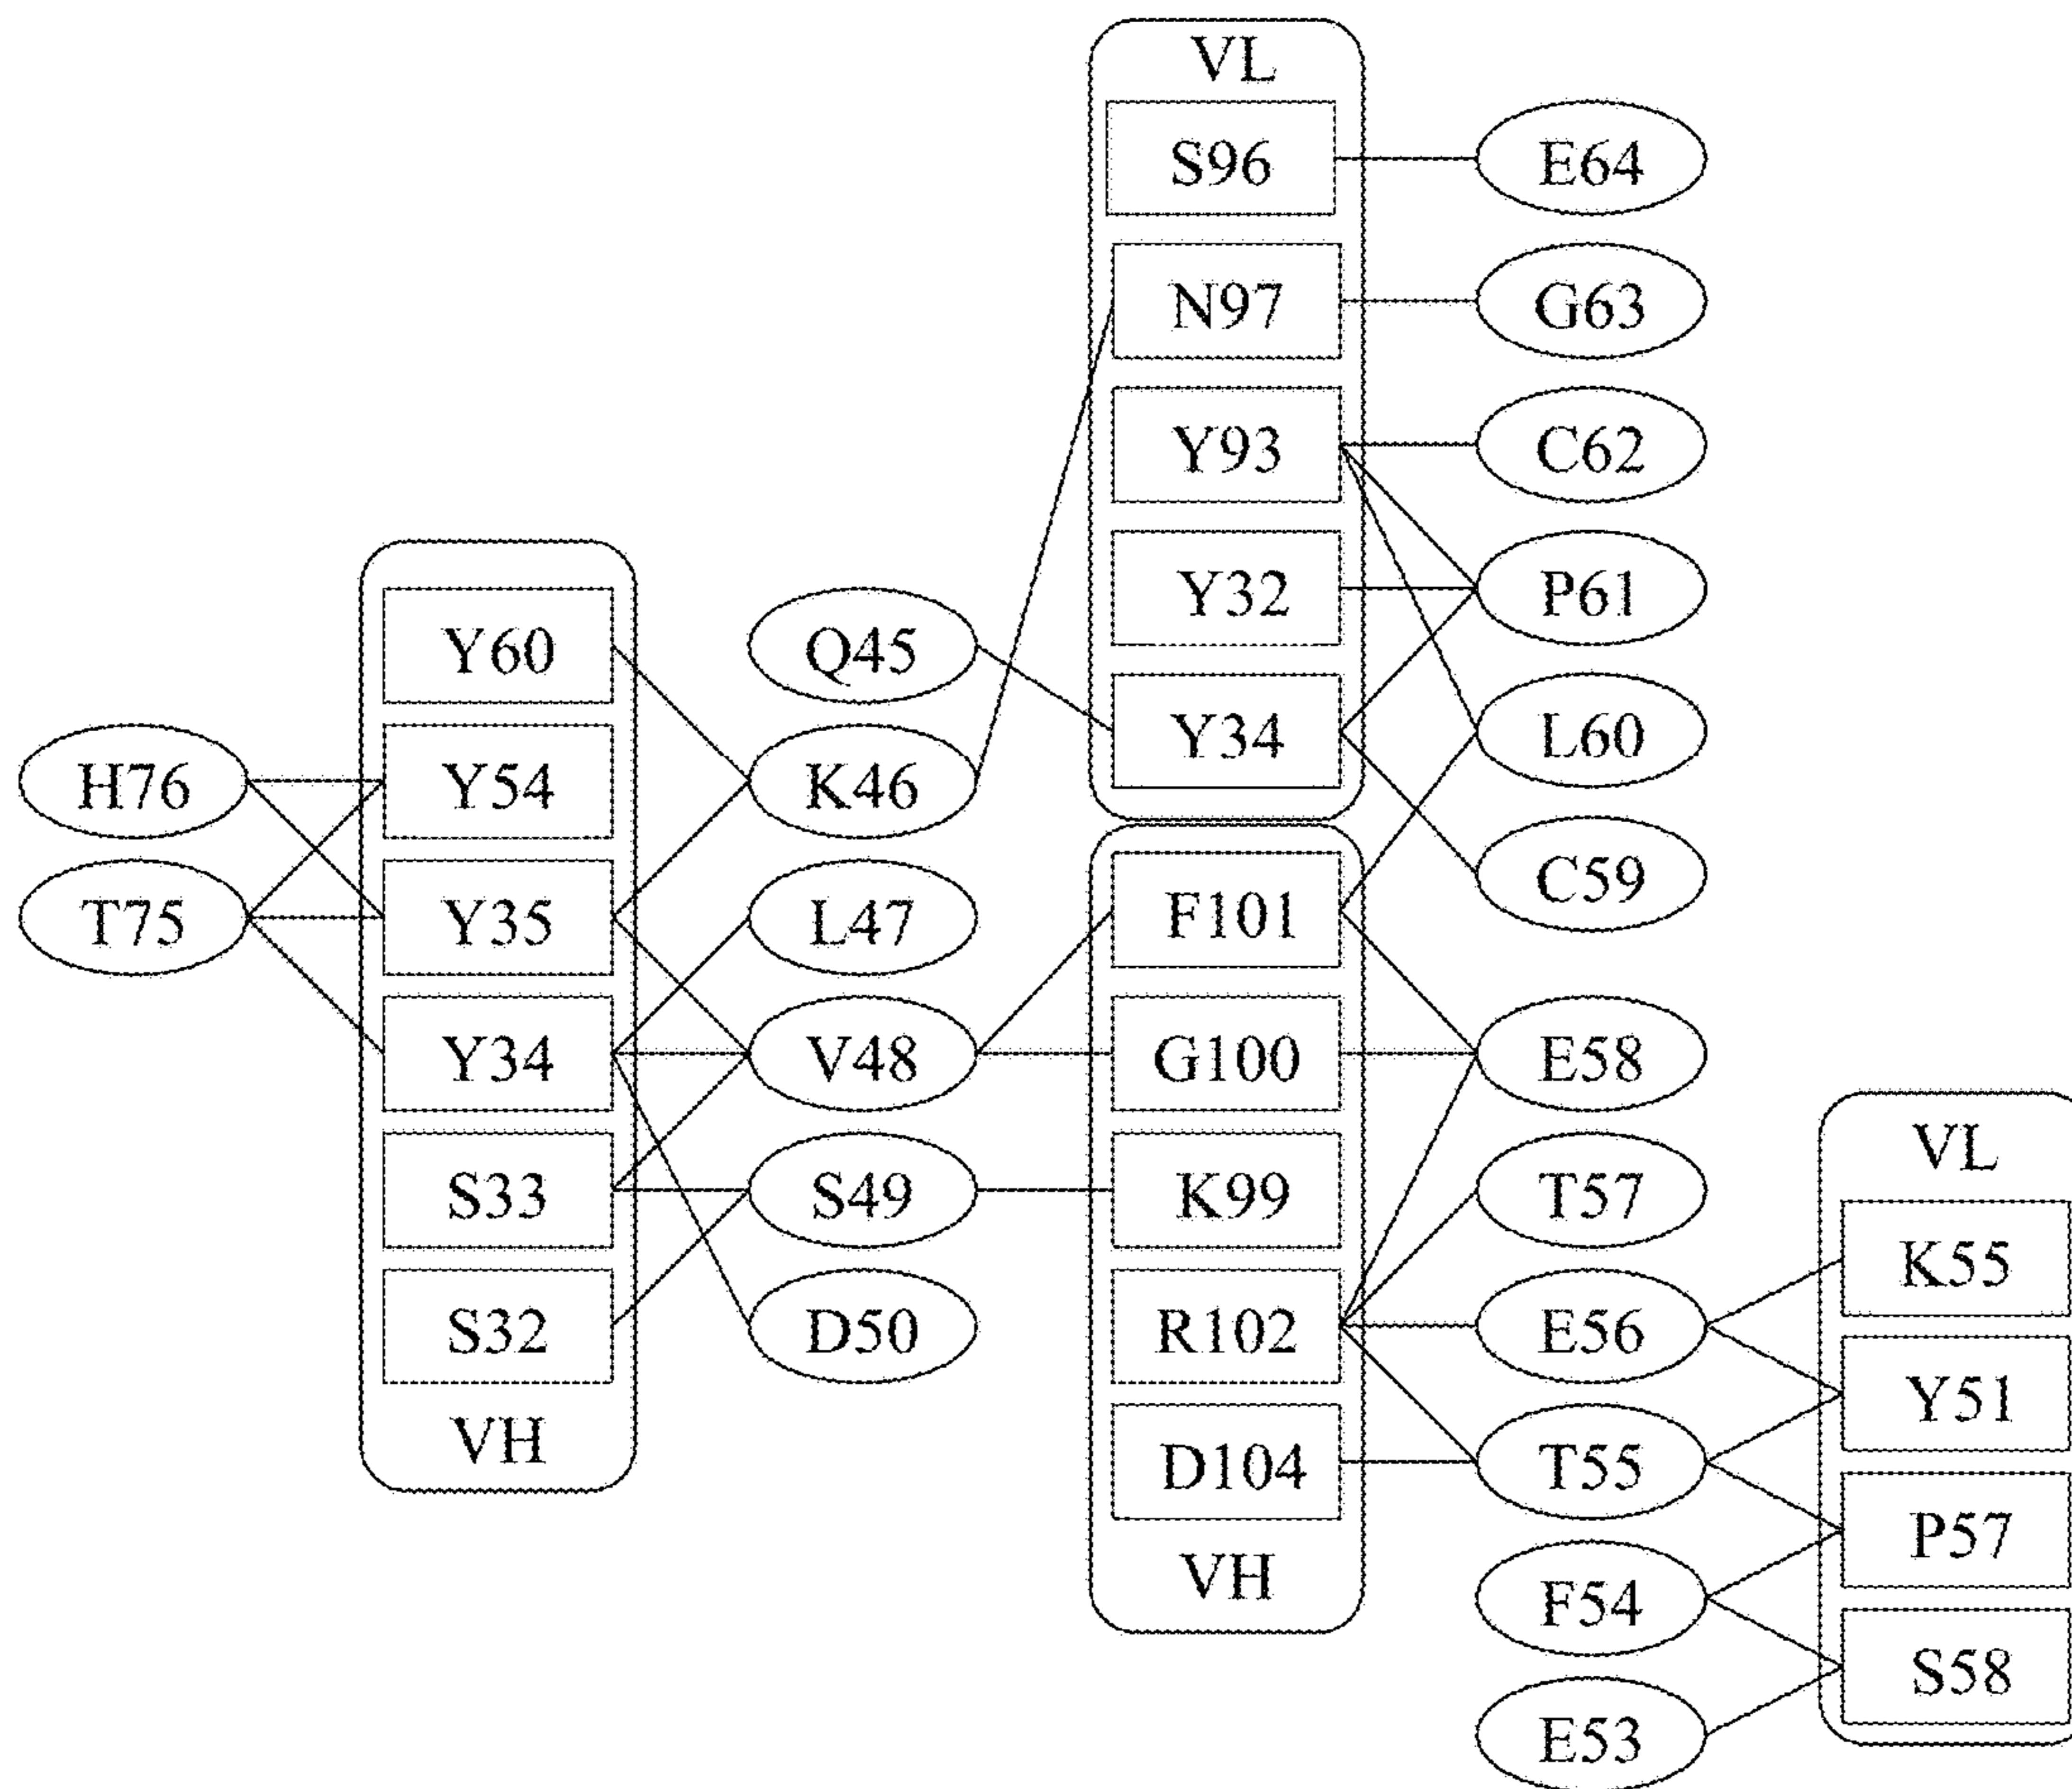 VL
S96
E64
N97
G63
Y93
C62
Y32
P61
Y60
Q45
Y34
L60
H76
Y54
K46
C59
T75
Y35
L47
F101
Y34
V48
G100
E58
VL
S33
S49
K99
T57
K55
S32
D50
R102
E56
Y51
VH
D104
T55
P57
VH
F54
S58
E53